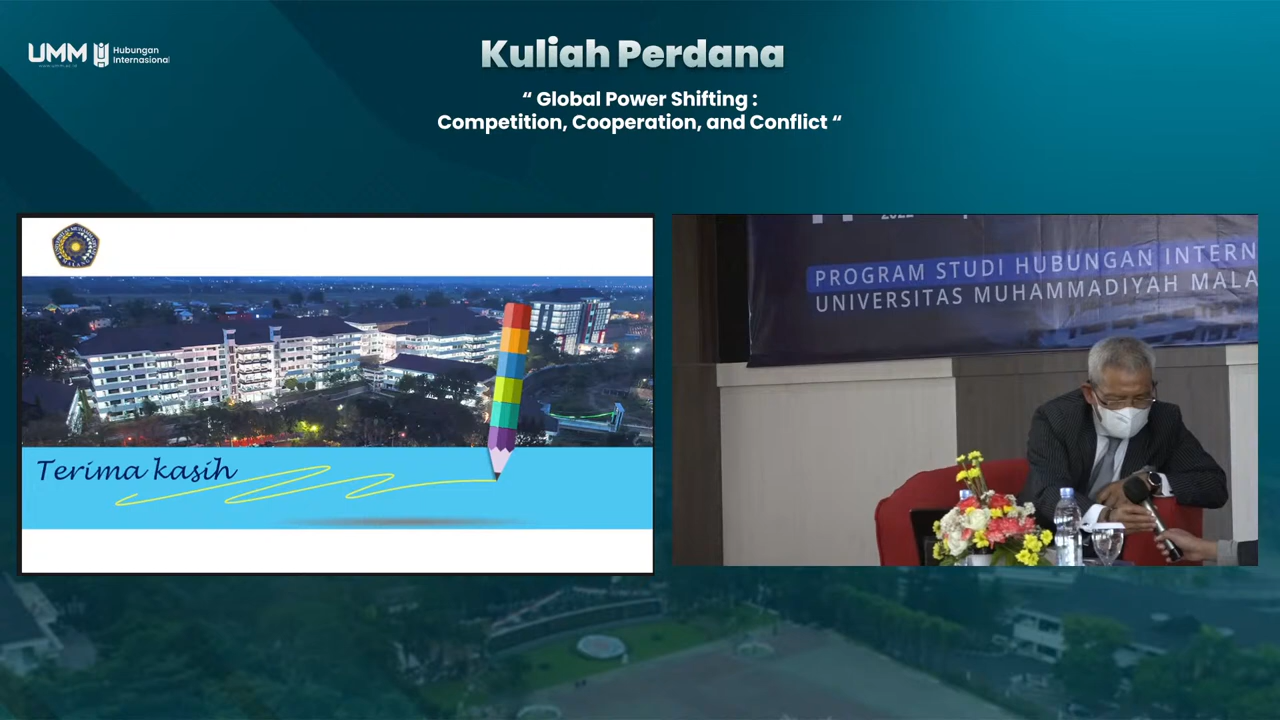 UMM
Hubungan
Internasional
Kuliah Perdana
“ Global Power Shifting :
Competition, Cooperation, and Conflict “
Terima kasih
2022
PROGRAM STUDI HUBUNGAN INTERN
UNIVERSITAS MUHAMMADIYAH MALA